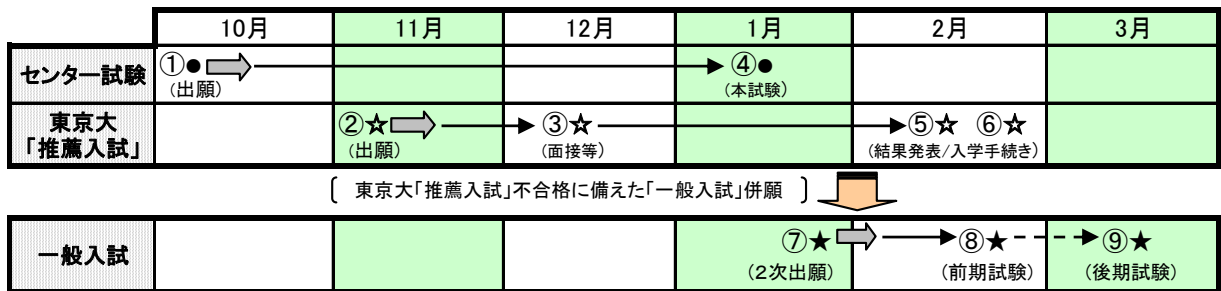 10月 11月 12月 1月 2月 3月
センター試験 ①● ④●
(出願) (本試験)
東京大
「推薦入試」 ②☆ ③☆ ⑤☆ ⑥☆
(出願) (面接等) (結果発表/入学手続き)
〔 東京大「推薦入試」不合格に備えた「一般入試」併願 〕
一般入試 ⑦★ ⑧★ ⑨★
(2次出願) (前期試験) (後期試験)